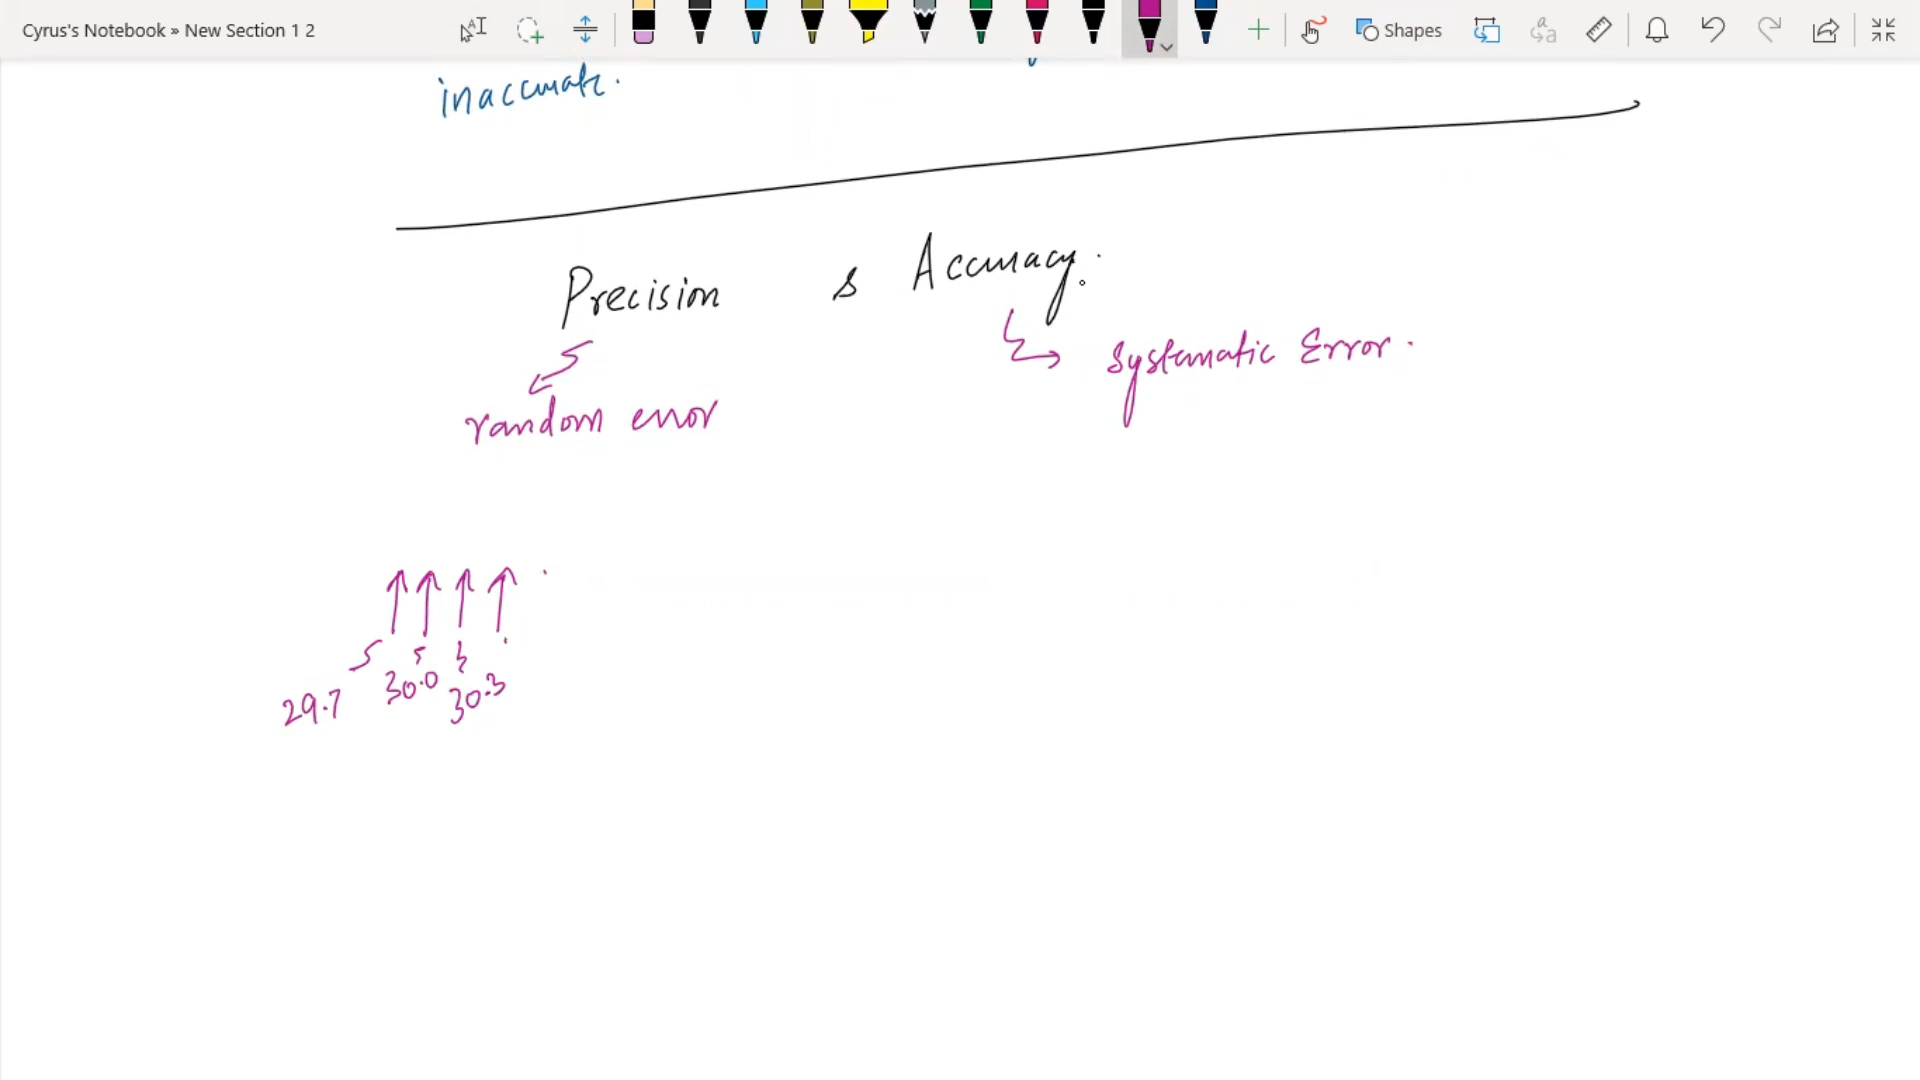 Cyrus's Notebook » New Section 1 2
Shapes
inaccurate.
Precision & Accuracy.
random error
Systematic Error.
29.7 30.0 30.3